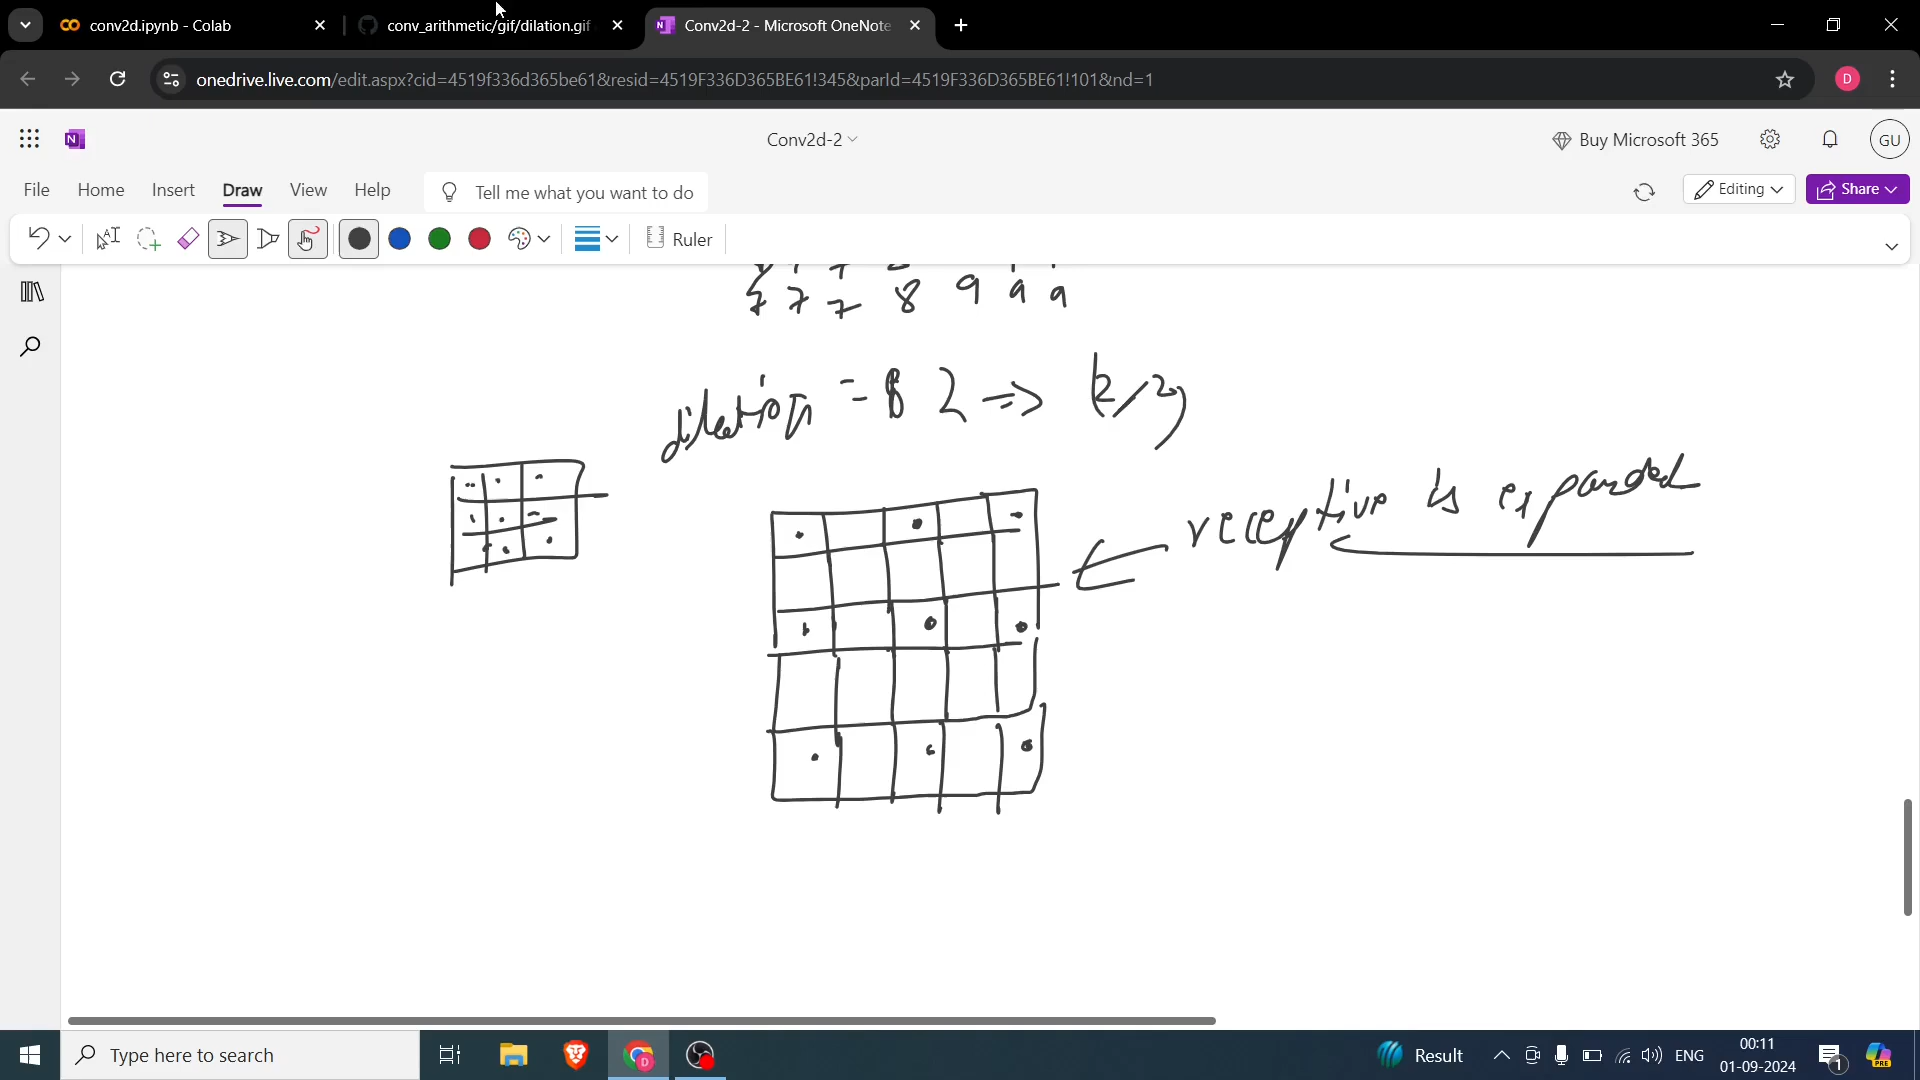 conv2d.ipynb - Colab
conv_arithmetic/gif/dilation.gif
Conv2d-2 - Microsoft OneNote
onedrive.live.com/edit.aspx?cid=4519f336d365be61&resid=4519F336D365BE61!345&parId=4519F336D365BE61!101&nd=1
D
N
Conv2d-2
Buy Microsoft 365
GU
File Home Insert Draw View Help
Tell me what you want to do
Editing
Share
Ruler
7 7 7 8 9 9 9
dilation = 2 =>
receptive is expanded
Type here to search
Result
ENG
00:11
01-09-2024
1